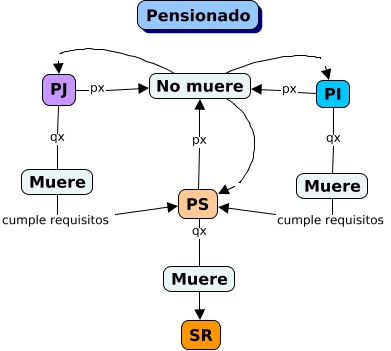 Pensionado
No muere
PJ
px
px
PI
qx
px
qx
Muere
Muere
cumple requisitos
PS
cumple requisitos
qx
Muere
SR